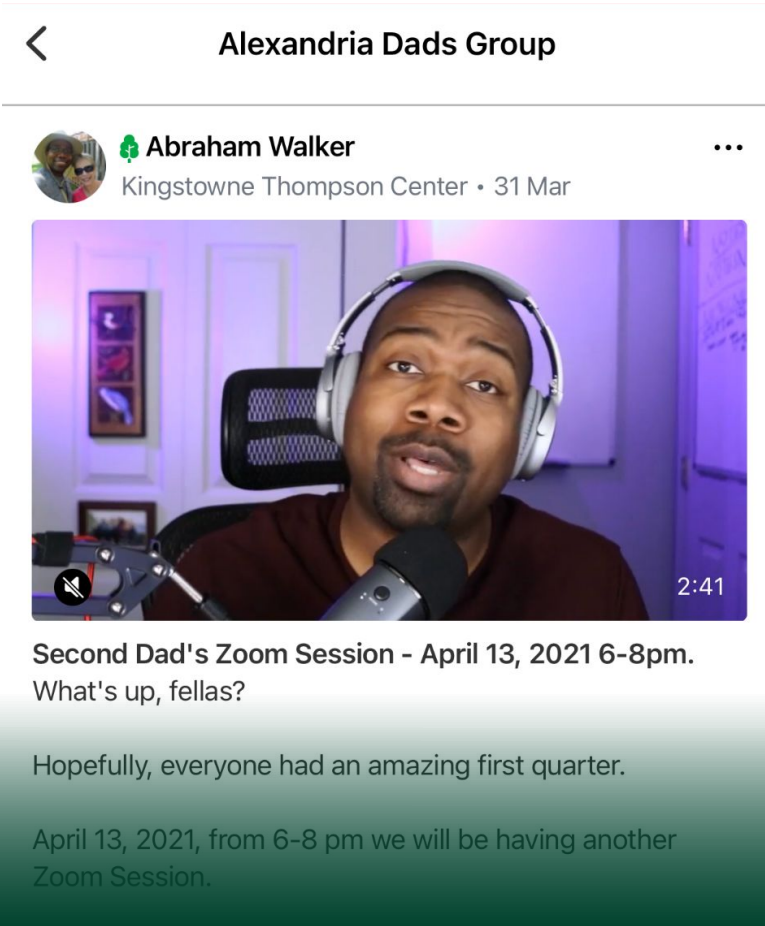 Alexandria Dads Group
Abraham Walker
Kingstowne Thompson Center • 31 Mar
2:41
Second Dad's Zoom Session - April 13, 2021 6-8pm.
What's up, fellas?
Hopefully, everyone had an amazing first quarter.
April 13, 2021, from 6-8 pm we will be having another
Zoom Session.